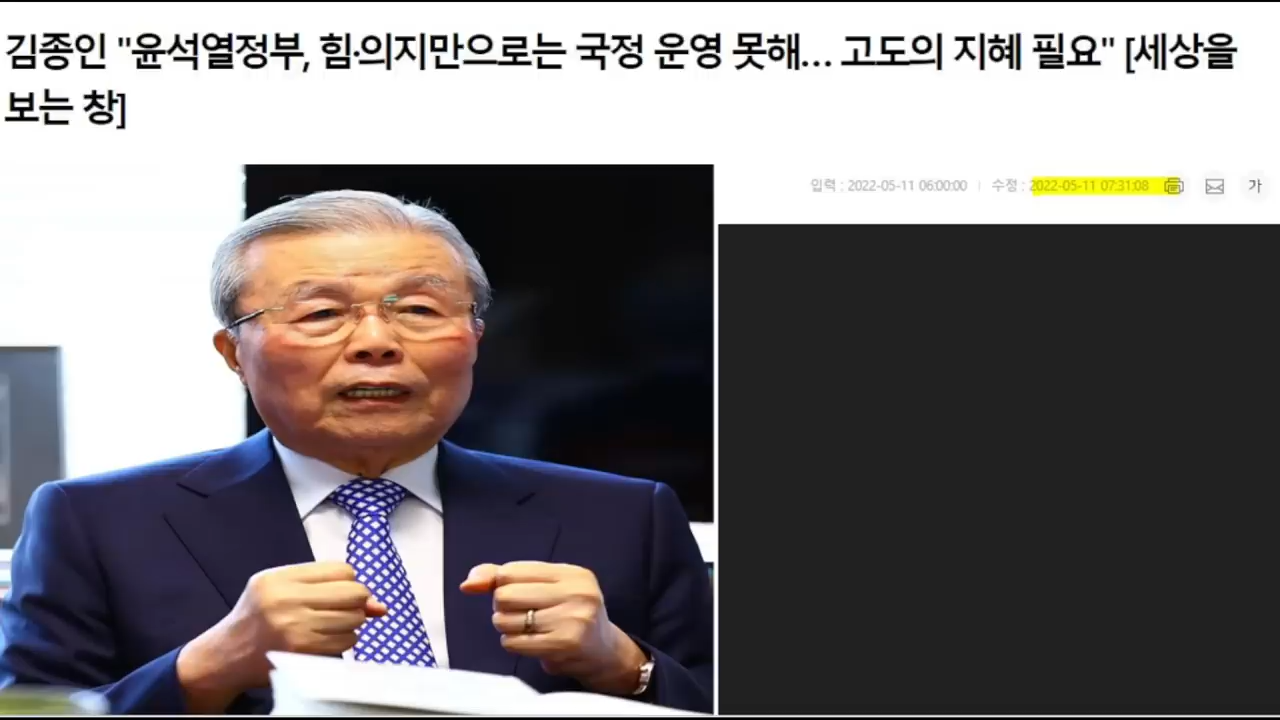 김종인 "윤석열정부, 힘·의지만으로는 국정 운영 못해… 고도의 지혜 필요" [세상을
보는 창]
입력 : 2022-05-11 06:00:00 | 수정 : 2022-05-11 07:31:08 가